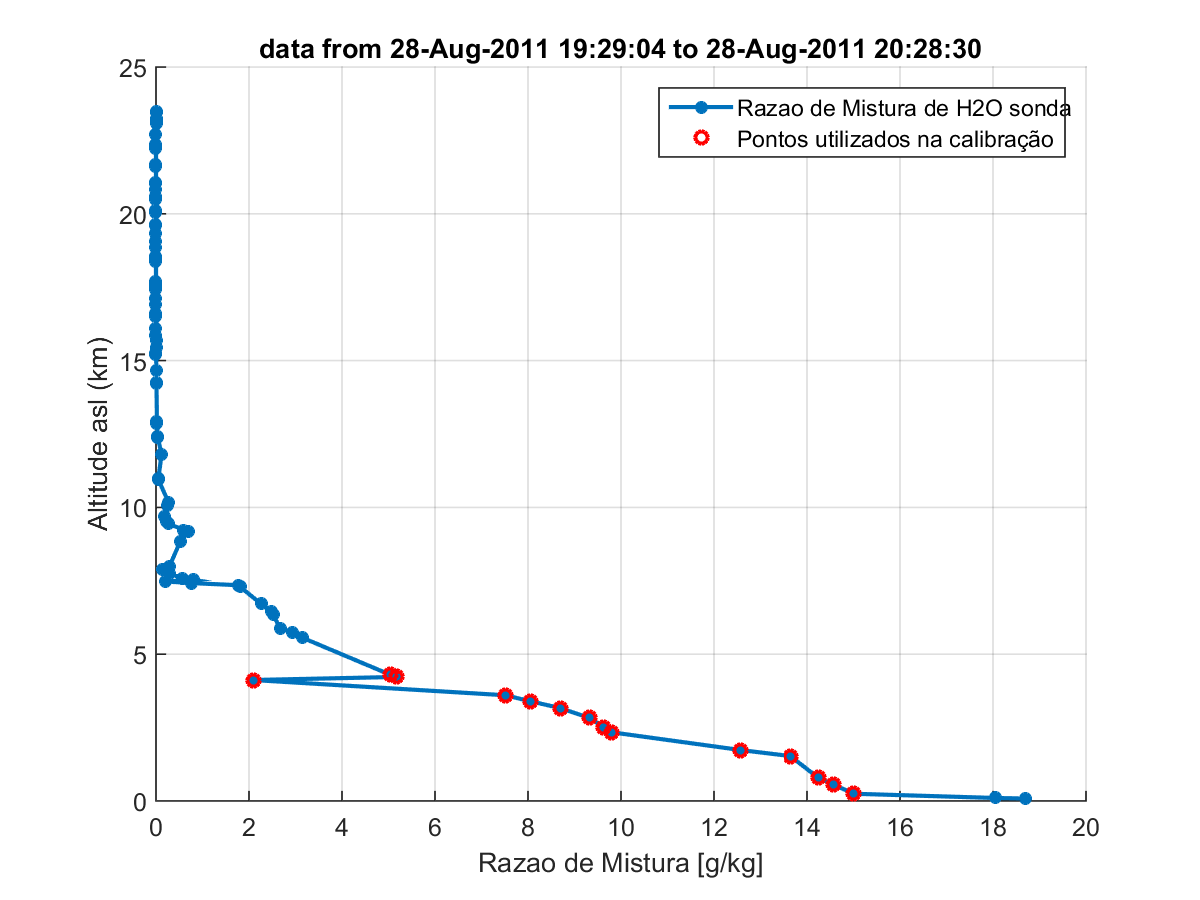 data from 28-Aug-2011 19:29:04 to 28-Aug-2011 20:28:30
Razao de Mistura de H2O sonda
Pontos utilizados na calibração
25
20
15
10
5
0
Altitude asl (km)
0 2 4 6 8 10 12 14 16 18 20
Razao de Mistura [g/kg]